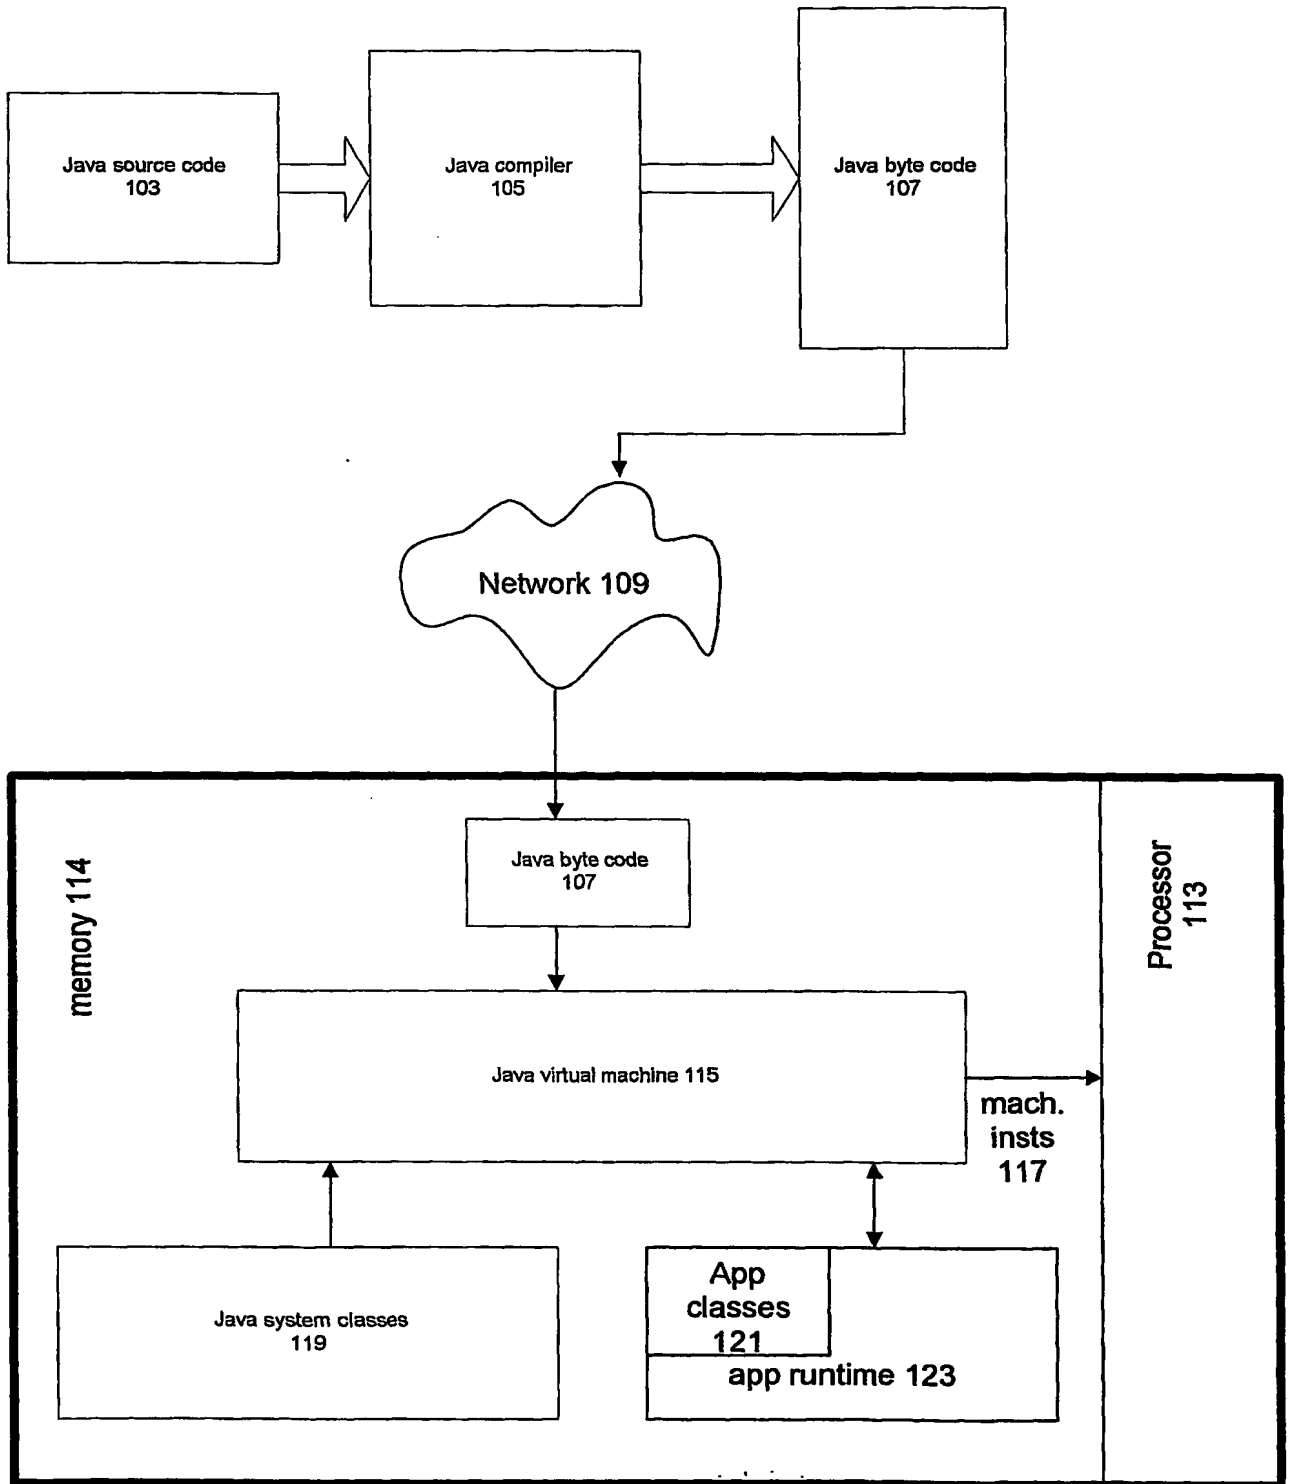 Java source code
103
Java compiler
105
Java byte code
107
Network 109
memory 114
Java byte code
107
Processor
113
Java virtual machine 115
mach.
insts
117
Java system classes
119
App
classes
121
app runtime 123